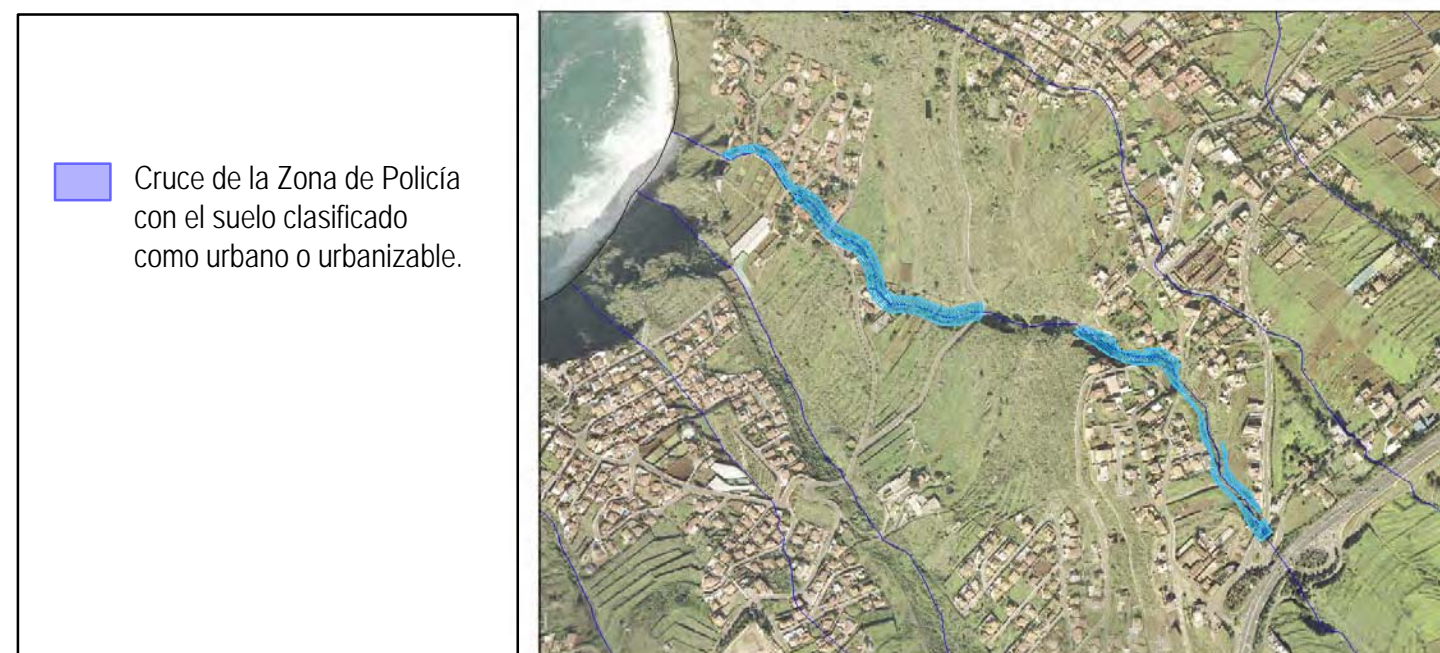 Cruce de la Zona de Policía
con el suelo clasificado
como urbano o urbanizable.